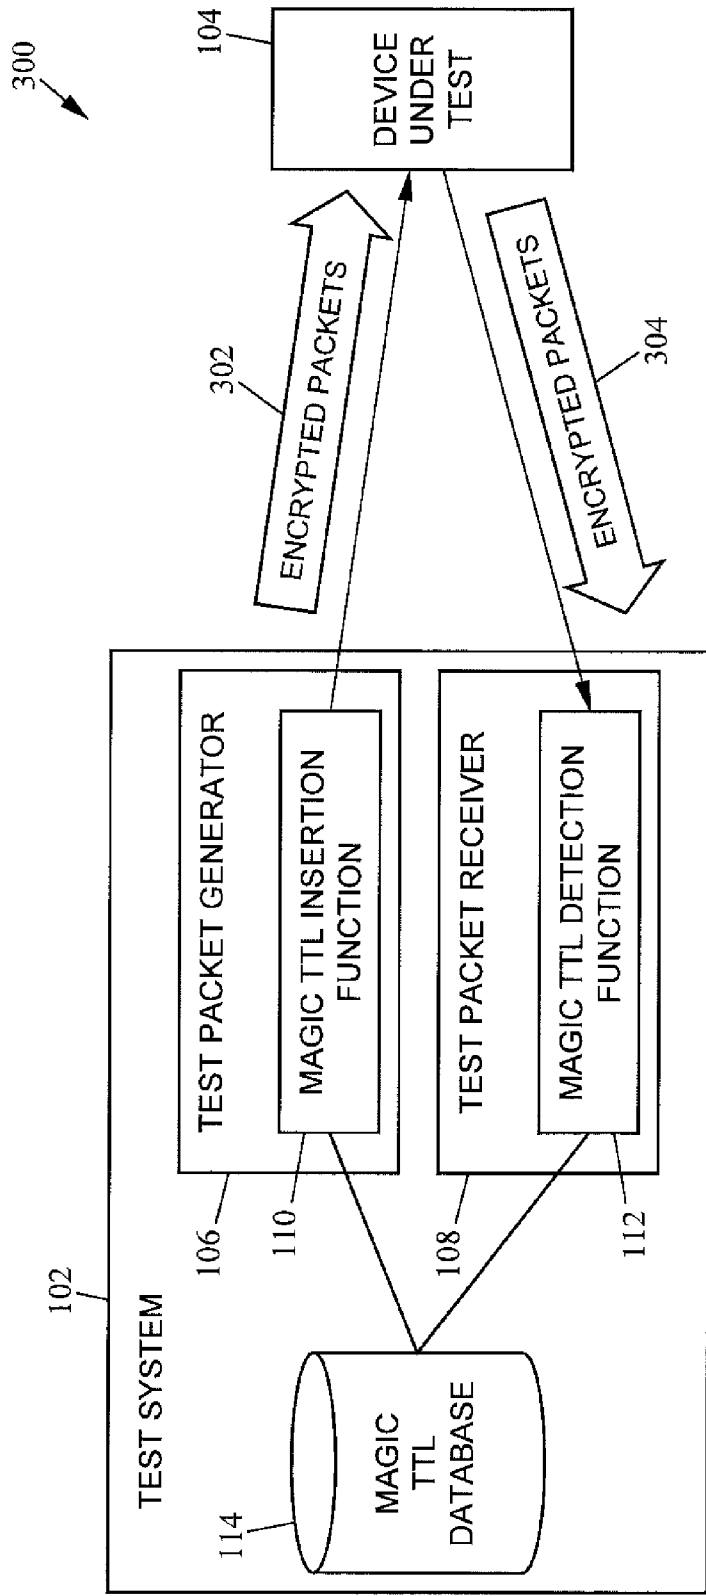 300
102
TEST SYSTEM
114
MAGIC
TTL
DATABASE
106
TEST PACKET GENERATOR
110
MAGIC TTL INSERTION
FUNCTION
108
TEST PACKET RECEIVER
112
MAGIC TTL DETECTION
FUNCTION
302
ENCRYPTED PACKETS
304
ENCRYPTED PACKETS
104
DEVICE
UNDER
TEST